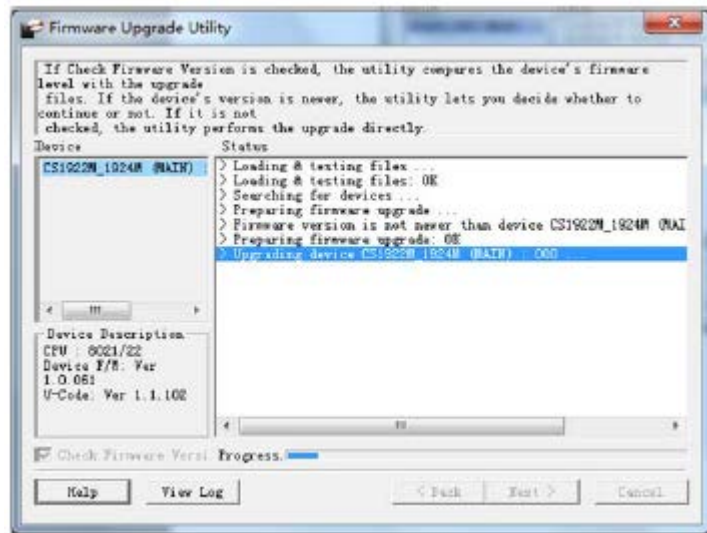 Firmware Upgrade Utility
If Check Firmware Version is checked, the utility compares the device's firmware
level with the upgrade
files. If the device's version is newer, the utility lets you decide whether to
continue or not. If it is
not
checked, the utility performs the upgrade directly.
Device
Status
CS1922M_1924M (MAIN) :
> Loading & testing files ...
> Loading & testing files: OK
> Searching for devices ...
> Preparing firmware upgrade ...
> Firmware version is not newer than device CS1922M_1924M (MAI
> Preparing firmware upgrade: OK
> Upgriding device CS1922M_1924M (MAIN) : 000
Device Description
CPU : 8021/22
Device F/W: Ver
1.0.061
V-Code: Ver 1.1.102
Check Firmware Versi
Progress:
Help
View Log
< Back
Next >
Cancel